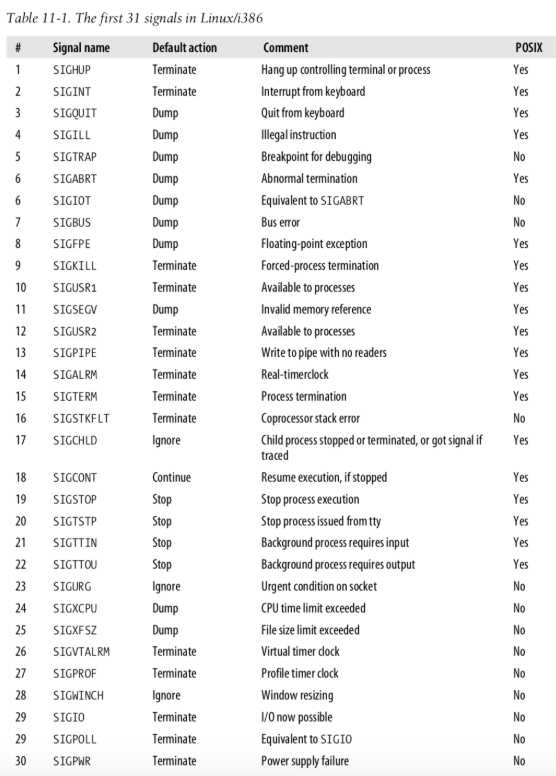 Table 11-1. The first 31 signals in Linux/i386
# Signal name Default action Comment POSIX
1 SIGHUP Terminate Hang up controlling terminal or process Yes
2 SIGINT Terminate Interrupt from keyboard Yes
3 SIGQUIT Dump Quit from keyboard Yes
4 SIGILL Dump Illegal instruction Yes
5 SIGTRAP Dump Breakpoint for debugging No
6 SIGABRT Dump Abnormal termination Yes
6 SIGIOT Dump Equivalent to SIGABRT No
7 SIGBUS Dump Bus error No
8 SIGFPE Dump Floating-point exception Yes
9 SIGKILL Terminate Forced-process termination Yes
10 SIGUSR1 Terminate Available to processes Yes
11 SIGSEGV Dump Invalid memory reference Yes
12 SIGUSR2 Terminate Available to processes Yes
13 SIGPIPE Terminate Write to pipe with no readers Yes
14 SIGALRM Terminate Real-timerclock Yes
15 SIGTERM Terminate Process termination Yes
16 SIGSTKFLT Terminate Coprocessor stack error No
17 SIGCHLD Ignore Child process stopped or terminated, or got signal if Yes
traced
18 SIGCONT Continue Resume execution, if stopped Yes
19 SIGSTOP Stop Stop process execution Yes
20 SIGTSTP Stop Stop process issued from tty Yes
21 SIGTTIN Stop Background process requires input Yes
22 SIGTTOU Stop Background process requires output Yes
23 SIGURG Ignore Urgent condition on socket No
24 SIGXCPU Dump CPU time limit exceeded No
25 SIGXFSZ Dump File size limit exceeded No
26 SIGVTALRM Terminate Virtual timer clock No
27 SIGPROF Terminate Profile timer clock No
28 SIGWINCH Ignore Window resizing No
29 SIGIO Terminate I/O now possible No
29 SIGPOLL Terminate Equivalent to SIGIO No
30 SIGPWR Terminate Power supply failure No